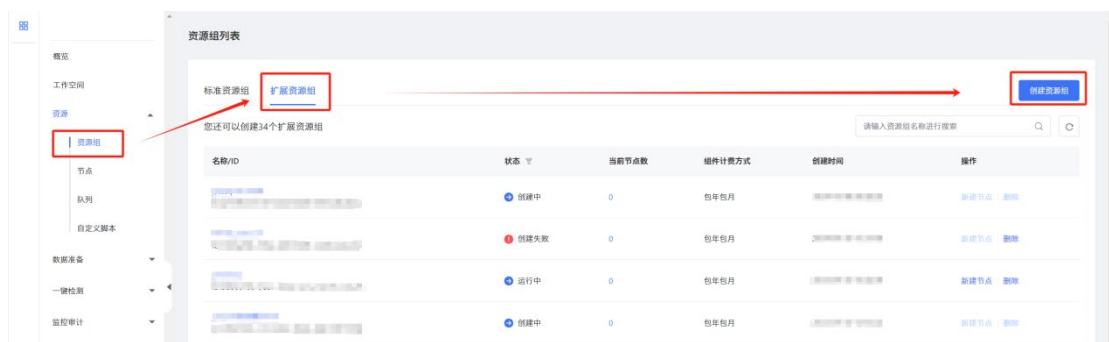 资源组列表
概览
工作空间
资源
资源组
节点
队列
自定义脚本
数据准备
一键检测
监控审计
标准资源组 扩展资源组 创建资源组
您还可以创建34个扩展资源组 请输入资源组名称进行搜索
名称/ID 状态 当前节点数 组件计费方式 创建时间 操作
创建中 0 包年包月 新建节点 删除
创建失败 0 包年包月 新建节点 删除
运行中 0 包年包月 新建节点 删除
创建中 0 包年包月 新建节点 删除